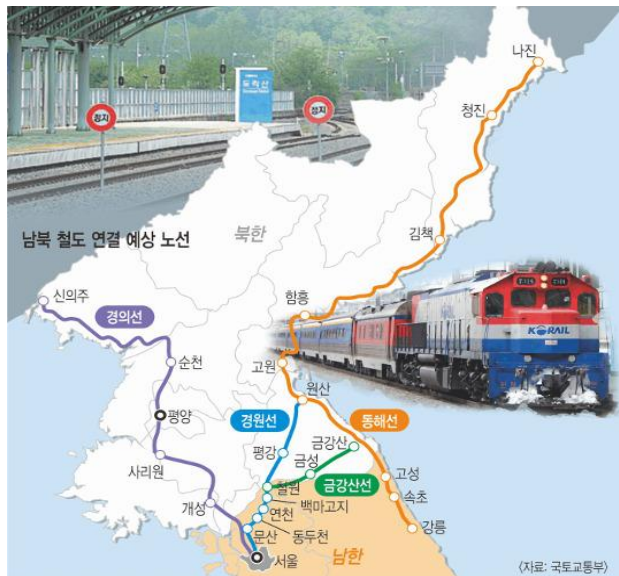 도라산
정지
정지
나진
청진
남북 철도 연결 예상 노선
북한
김책
신의주
경의선
함흥
KORAIL
순천
고원
원산
평양
경원선
동해선
금강산
평강
금성
사리원
고성
철원
금강산선
백마고지
속초
개성
연천
문산
동두천
강릉
서울
남한
〈자료: 국토교통부〉